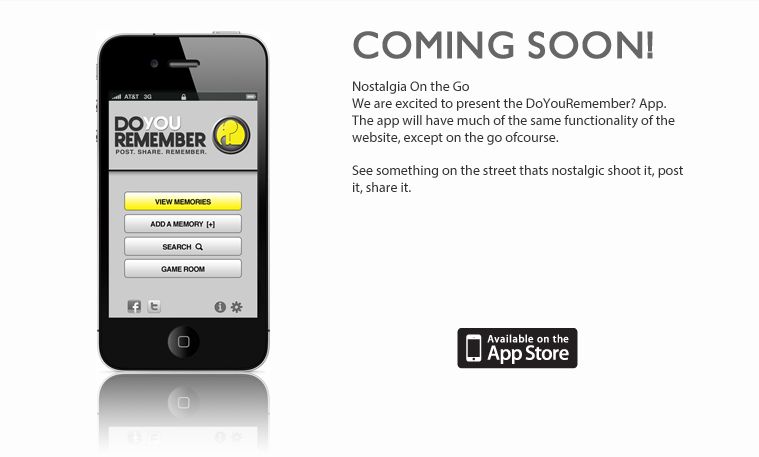 COMING SOON!
Nostalgia On the Go
We are excited to present the DoYouRemember? App.
The app will have much of the same functionality of the
website, except on the go ofcourse.
See something on the street thats nostalgic shoot it, post
it, share it.
AT&T 3G
DOYOU
REMEMBER
POST. SHARE. REMEMBER.
VIEW MEMORIES
ADD A MEMORY [+]
SEARCH
GAME ROOM
f t i
Available on the
App Store